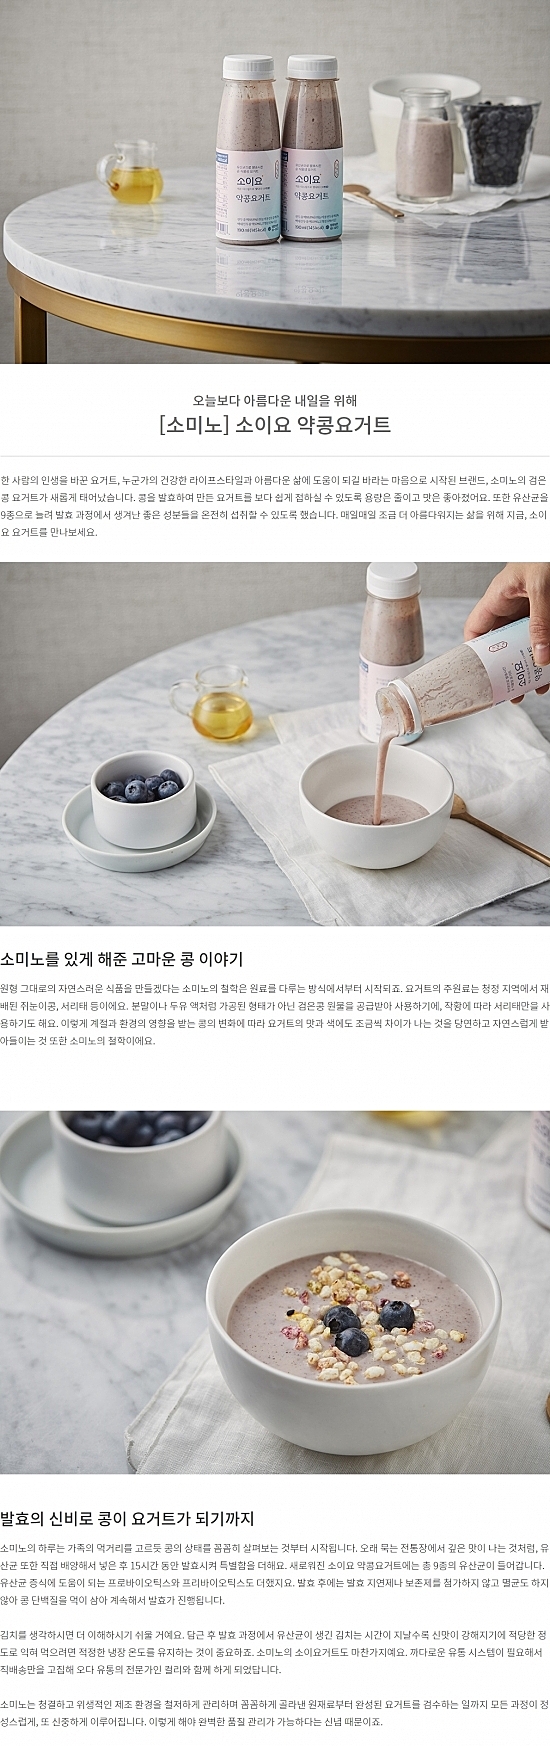 소이요
약콩요거트
190ml(145kcal)
소이요
약콩요거트
190ml(145kcal)
오늘보다 아름다운 내일을 위해
[소미노] 소이요 약콩요거트
한 사람의 인생을 바꾼 요거트, 누군가의 건강한 라이프스타일과 아름다운 삶에 도움이 되길 바라는 마음으로 시작된 브랜드, 소미노의 검은
콩 요거트가 새롭게 태어났습니다. 콩을 발효하여 만든 요거트를 보다 쉽게 접하실 수 있도록 용량은 줄이고 맛은 좋아졌어요. 또한 유산균을
9종으로 늘려 발효 과정에서 생겨난 좋은 성분들을 온전히 섭취할 수 있도록 했습니다. 매일매일 조금 더 아름다워지는 삶을 위해 지금, 소이
요 요거트를 만나보세요.
소미노를 있게 해준 고마운 콩 이야기
원형 그대로의 자연스러운 식품을 만들겠다는 소미노의 철학은 원료를 다루는 방식에서부터 시작되죠. 요거트의 주원료는 청정 지역에서 재
배된 쥐눈이콩, 서리태 등이에요. 분말이나 두유 액처럼 가공된 형태가 아닌 검은콩 원물을 공급받아 사용하기에, 작황에 따라 서리태만을 사
용하기도 해요. 이렇게 계절과 환경의 영향을 받는 콩의 변화에 따라 요거트의 맛과 색에도 조금씩 차이가 나는 것을 당연하고 자연스럽게 받
아들이는 것 또한 소미노의 철학이에요.
발효의 신비로 콩이 요거트가 되기까지
소미노의 하루는 가족의 먹거리를 고르듯 콩의 상태를 꼼꼼히 살펴보는 것부터 시작됩니다. 오래 묵는 전통장에서 깊은 맛이 나는 것처럼, 유
산균 또한 직접 배양해서 넣은 후 15시간 동안 발효시켜 특별함을 더해요. 새로워진 소이요 약콩요거트에는 총 9종의 유산균이 들어갑니다.
유산균 증식에 도움이 되는 프로바이오틱스와 프리바이오틱스도 더했지요. 발효 후에는 발효 지연제나 보존제를 첨가하지 않고 멸균도 하지
않아 콩 단백질을 먹이 삼아 계속해서 발효가 진행됩니다.
김치를 생각하시면 더 이해하시기 쉬울 거예요. 담근 후 발효 과정에서 유산균이 생긴 김치는 시간이 지날수록 신맛이 강해지기에 적당한 정
도로 익혀 먹으려면 적정한 냉장 온도를 유지하는 것이 중요하죠. 소미노의 소이요거트도 마찬가지예요. 까다로운 유통 시스템이 필요해서
직배송만을 고집해 오다 유통의 전문가인 컬리와 함께 하게 되었답니다.
소미노는 청결하고 위생적인 제조 환경을 철저하게 관리하며 꼼꼼하게 골라낸 원재료부터 완성된 요거트를 검수하는 일까지 모든 과정이 정
성스럽게, 또 신중하게 이루어집니다. 이렇게 해야 완벽한 품질 관리가 가능하다는 신념 때문이죠.